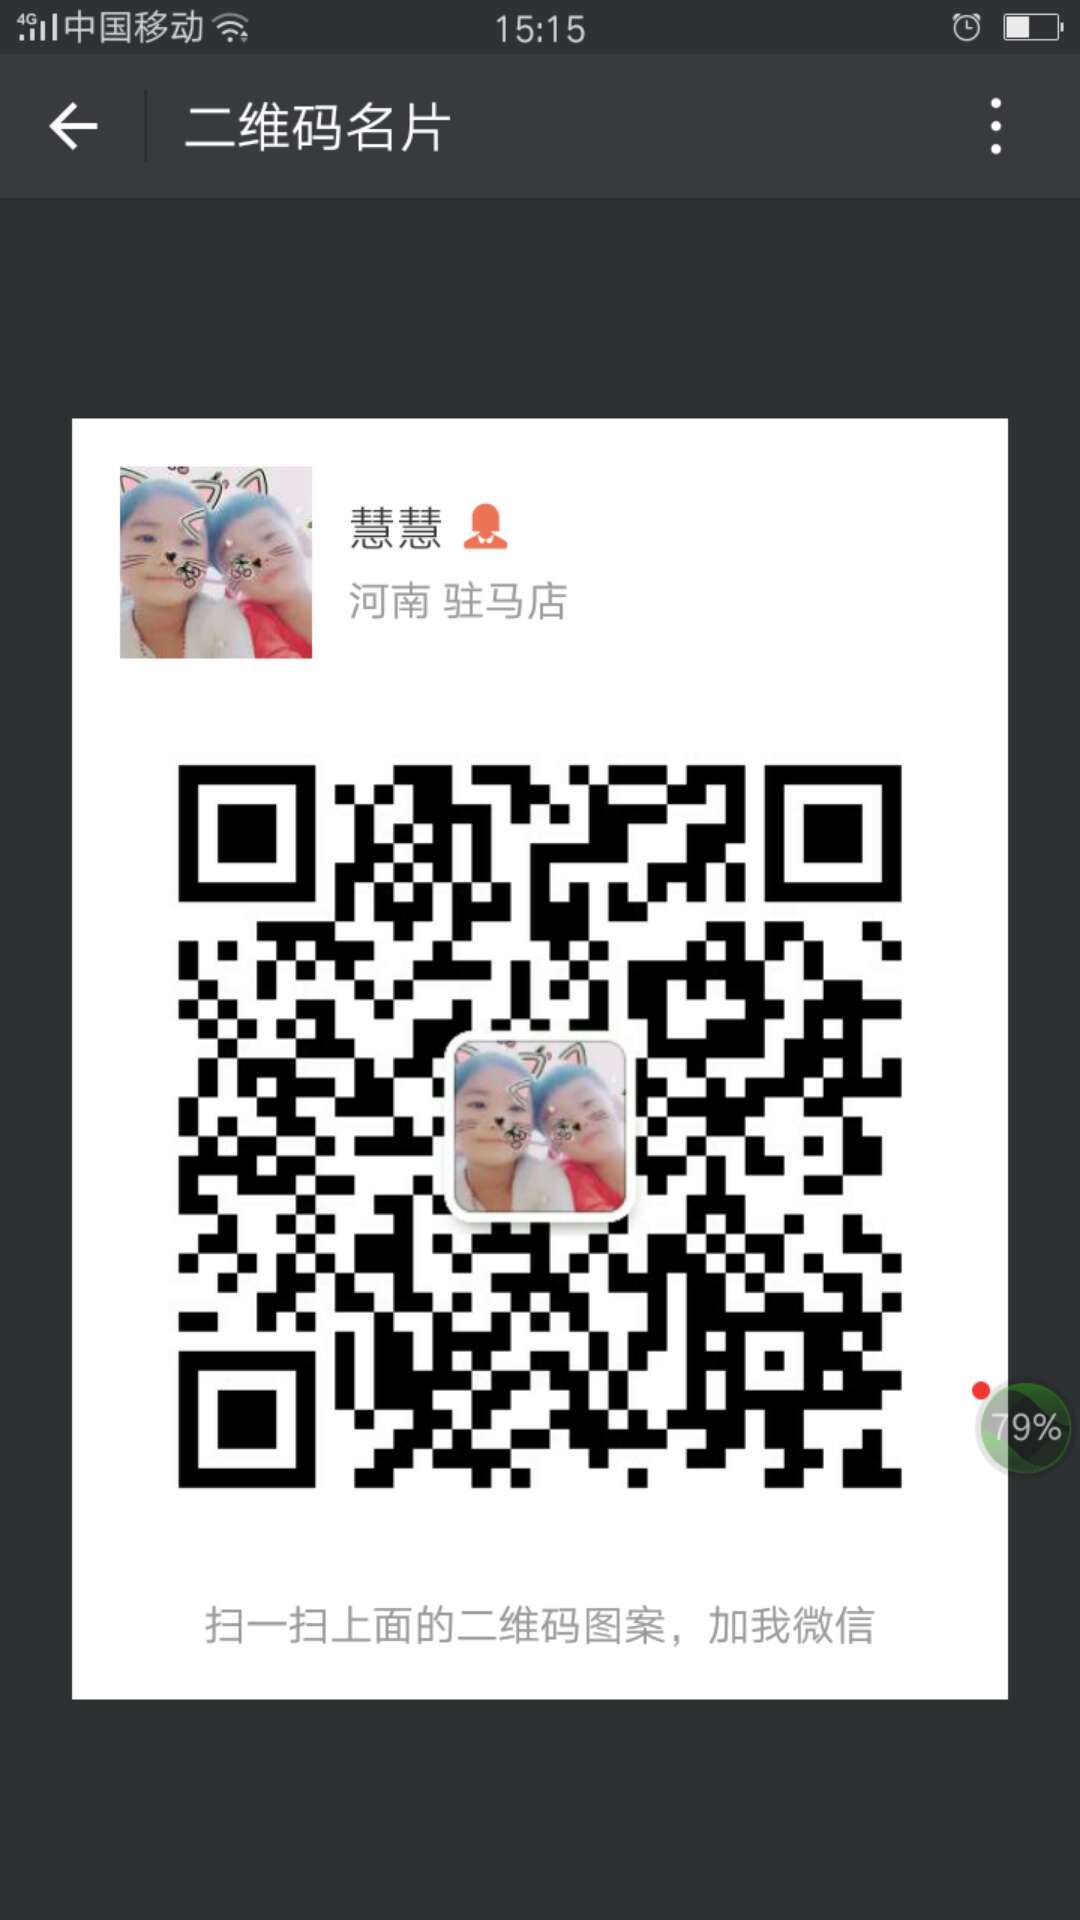 4G 中国移动 15:15
二维码名片
慧慧
河南 驻马店
79%
扫一扫上面的二维码图案，加我微信